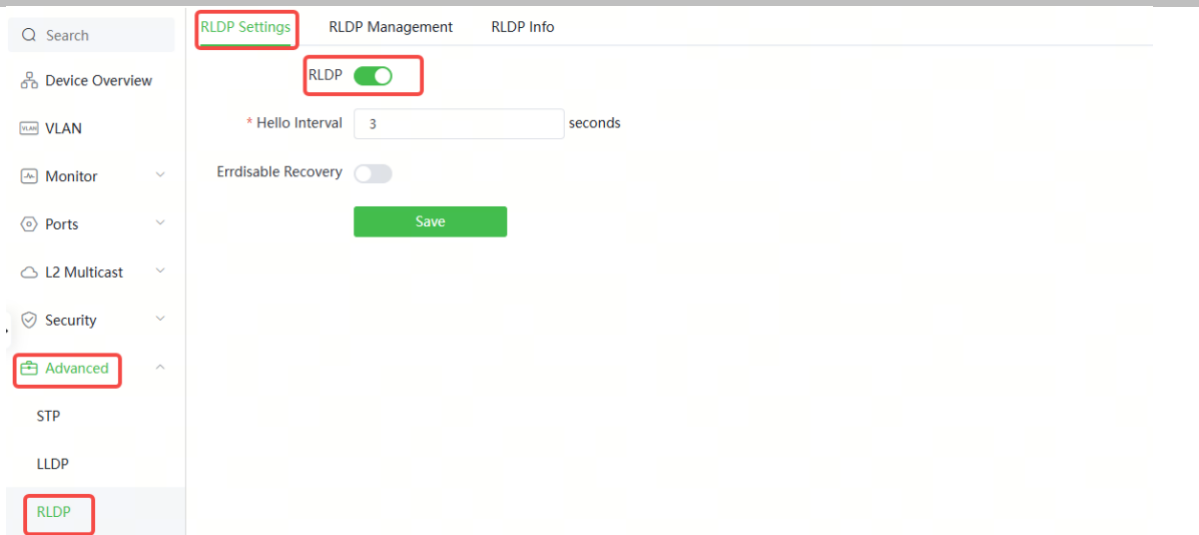 Search
Device Overview
VLAN VLAN
Monitor
Ports
L2 Multicast
Security
Advanced
STP
LLDP
RLDP
RLDP Settings RLDP Management RLDP Info
RLDP
* Hello Interval 3 seconds
Errdisable Recovery
Save